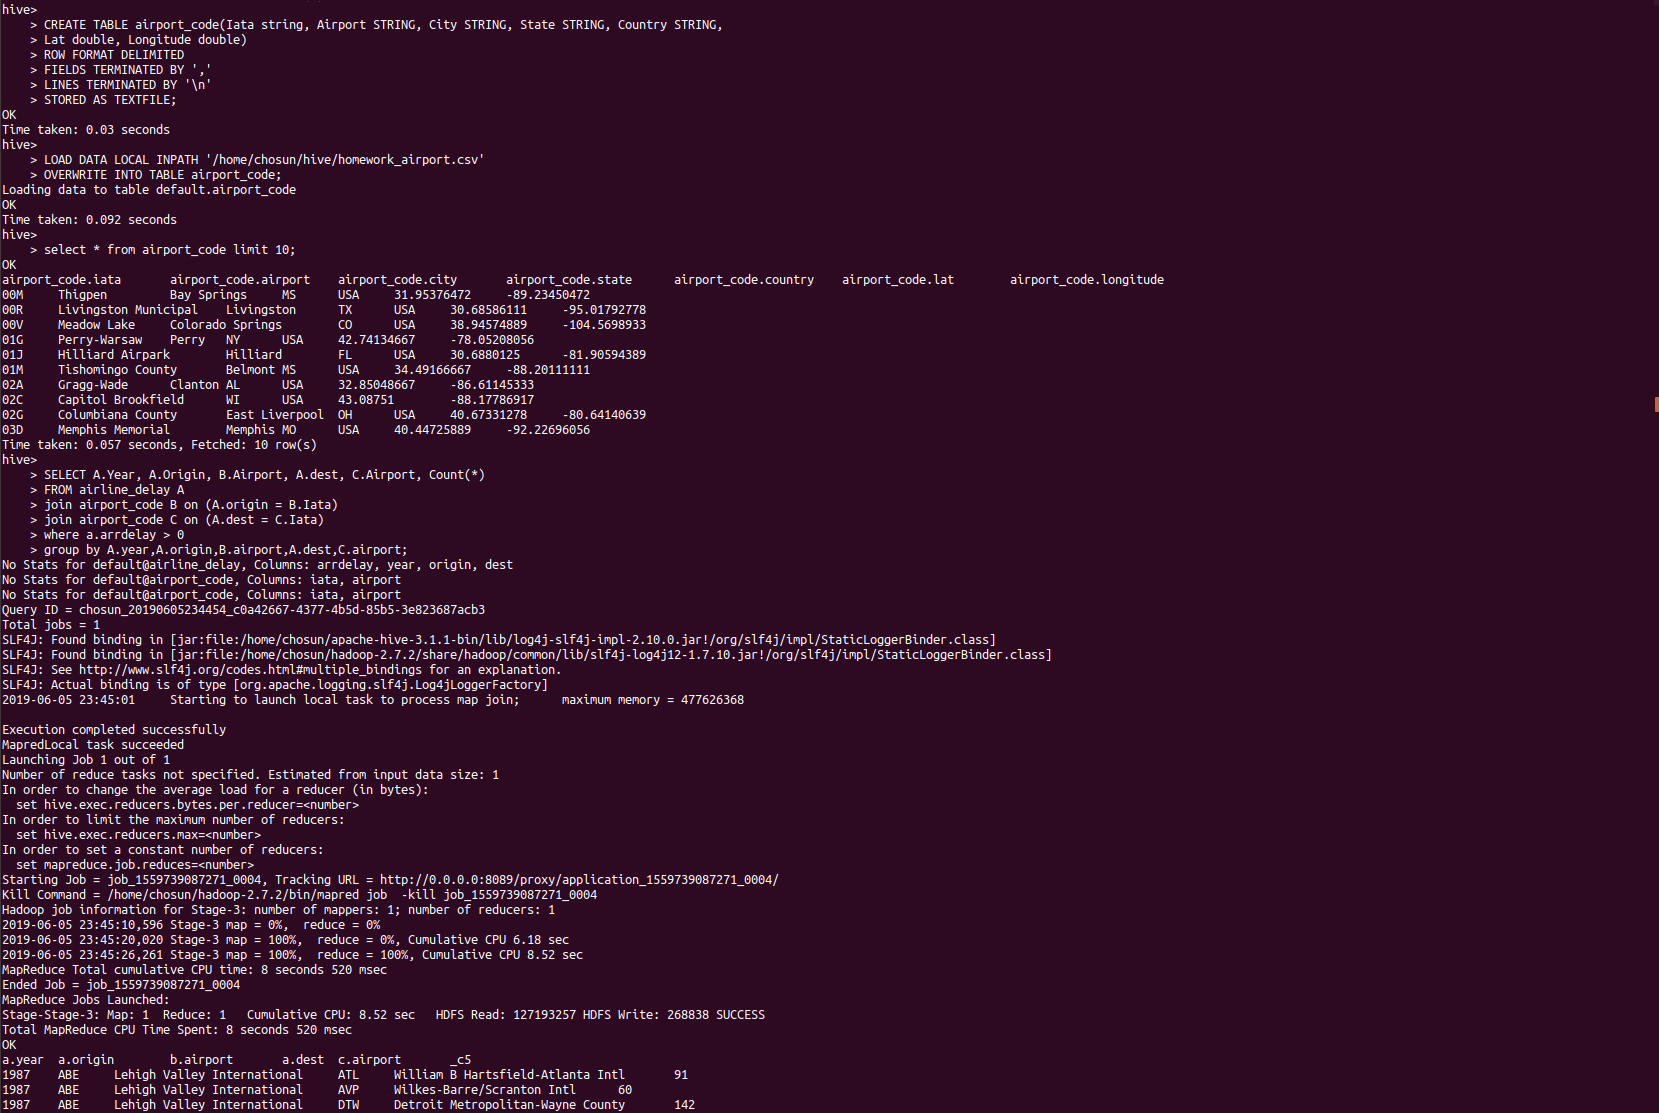 hive>
    > CREATE TABLE airport_code(Iata string, Airport STRING, City STRING, State STRING, Country STRING,
    > Lat double, Longitude double)
    > ROW FORMAT DELIMITED
    > FIELDS TERMINATED BY ','
    > LINES TERMINATED BY '\n'
    > STORED AS TEXTFILE;
OK
Time taken: 0.03 seconds
hive>
    > LOAD DATA LOCAL INPATH '/home/chosun/hive/homework_airport.csv'
    > OVERWRITE INTO TABLE airport_code;
Loading data to table default.airport_code
OK
Time taken: 0.092 seconds
hive>
    > select * from airport_code limit 10;
OK
airport_code.iata	airport_code.airport	airport_code.city	airport_code.state	airport_code.country	airport_code.lat	airport_code.longitude
00M	Thigpen	Bay Springs	MS	USA	31.95376472	-89.23450472
00R	Livingston Municipal	Livingston	TX	USA	30.68586111	-95.01792778
00V	Meadow Lake	Colorado Springs	CO	USA	38.94574889	-104.5698933
01G	Perry-Warsaw	Perry	NY	USA	42.74134667	-78.05208056
01J	Hilliard Airpark	Hilliard	FL	USA	30.6880125	-81.90594389
01M	Tishomingo County	Belmont	MS	USA	34.49166667	-88.20111111
02A	Gragg-Wade	Clanton	AL	USA	32.85048667	-86.61145333
02C	Capitol Brookfield	WI	USA	43.08751	-88.17786917
02G	Columbiana County	East Liverpool	OH	USA	40.67331278	-80.64140639
03D	Memphis Memorial	Memphis	MO	USA	40.44725889	-92.22696056
Time taken: 0.057 seconds, Fetched: 10 row(s)
hive>
    > SELECT A.Year, A.Origin, B.Airport, A.dest, C.Airport, Count(*)
    > FROM airline_delay A
    > join airport_code B on (A.origin = B.Iata)
    > join airport_code C on (A.dest = C.Iata)
    > where a.arrdelay > 0
    > group by A.year,A.origin,B.airport,A.dest,C.airport;
No Stats for default@airline_delay, Columns: arrdelay, year, origin, dest
No Stats for default@airport_code, Columns: iata, airport
No Stats for default@airport_code, Columns: iata, airport
Query ID = chosun_20190605234454_c0a42667-4377-4b5d-85b5-3e823687acb3
Total jobs = 1
SLF4J: Found binding in [jar:file:/home/chosun/apache-hive-3.1.1-bin/lib/log4j-slf4j-impl-2.10.0.jar!/org/slf4j/impl/StaticLoggerBinder.class]
SLF4J: Found binding in [jar:file:/home/chosun/hadoop-2.7.2/share/hadoop/common/lib/slf4j-log4j12-1.7.10.jar!/org/slf4j/impl/StaticLoggerBinder.class]
SLF4J: See http://www.slf4j.org/codes.html#multiple_bindings for an explanation.
SLF4J: Actual binding is of type [org.apache.logging.slf4j.Log4jLoggerFactory]
2019-06-05 23:45:01	Starting to launch local task to process map join;	maximum memory = 477626368
Execution completed successfully
MapredLocal task succeeded
Launching Job 1 out of 1
Number of reduce tasks not specified. Estimated from input data size: 1
In order to change the average load for a reducer (in bytes):
  set hive.exec.reducers.bytes.per.reducer=<number>
In order to limit the maximum number of reducers:
  set hive.exec.reducers.max=<number>
In order to set a constant number of reducers:
  set mapreduce.job.reduces=<number>
Starting Job = job_1559739087271_0004, Tracking URL = http://0.0.0.0:8089/proxy/application_1559739087271_0004/
Kill Command = /home/chosun/hadoop-2.7.2/bin/mapred job  -kill job_1559739087271_0004
Hadoop job information for Stage-3: number of mappers: 1; number of reducers: 1
2019-06-05 23:45:10,596 Stage-3 map = 0%,  reduce = 0%
2019-06-05 23:45:20,020 Stage-3 map = 100%,  reduce = 0%, Cumulative CPU 6.18 sec
2019-06-05 23:45:26,261 Stage-3 map = 100%,  reduce = 100%, Cumulative CPU 8.52 sec
MapReduce Total cumulative CPU time: 8 seconds 520 msec
Ended Job = job_1559739087271_0004
MapReduce Jobs Launched:
Stage-Stage-3: Map: 1  Reduce: 1   Cumulative CPU: 8.52 sec   HDFS Read: 127193257 HDFS Write: 268838 SUCCESS
Total MapReduce CPU Time Spent: 8 seconds 520 msec
OK
a.year	a.origin	b.airport	a.dest	c.airport	_c5
1987	ABE	Lehigh Valley International	ATL	William B Hartsfield-Atlanta Intl	91
1987	ABE	Lehigh Valley International	AVP	Wilkes-Barre/Scranton Intl	60
1987	ABE	Lehigh Valley International	DTW	Detroit Metropolitan-Wayne County	142